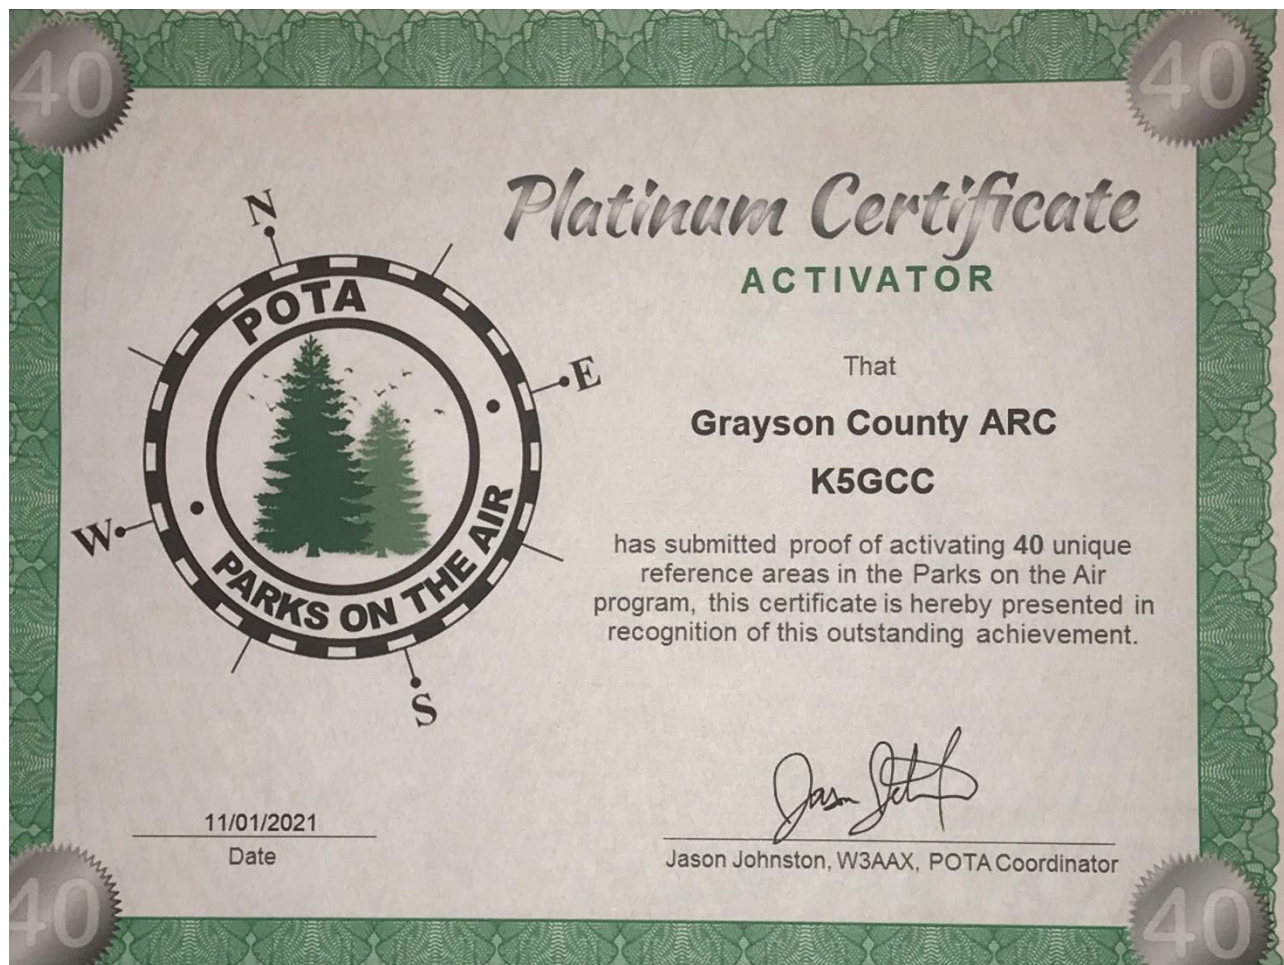 40
40
Platinum Certificate
ACTIVATOR
N
E
S
W
POTA
PARKS ON THE AIR
That
Grayson County ARC
K5GCC
has submitted proof of activating 40 unique
reference areas in the Parks on the Air
program, this certificate is hereby presented in
recognition of this outstanding achievement.
Jason Johnston
11/01/2021
Date
Jason Johnston, W3AAX, POTA Coordinator
40
40